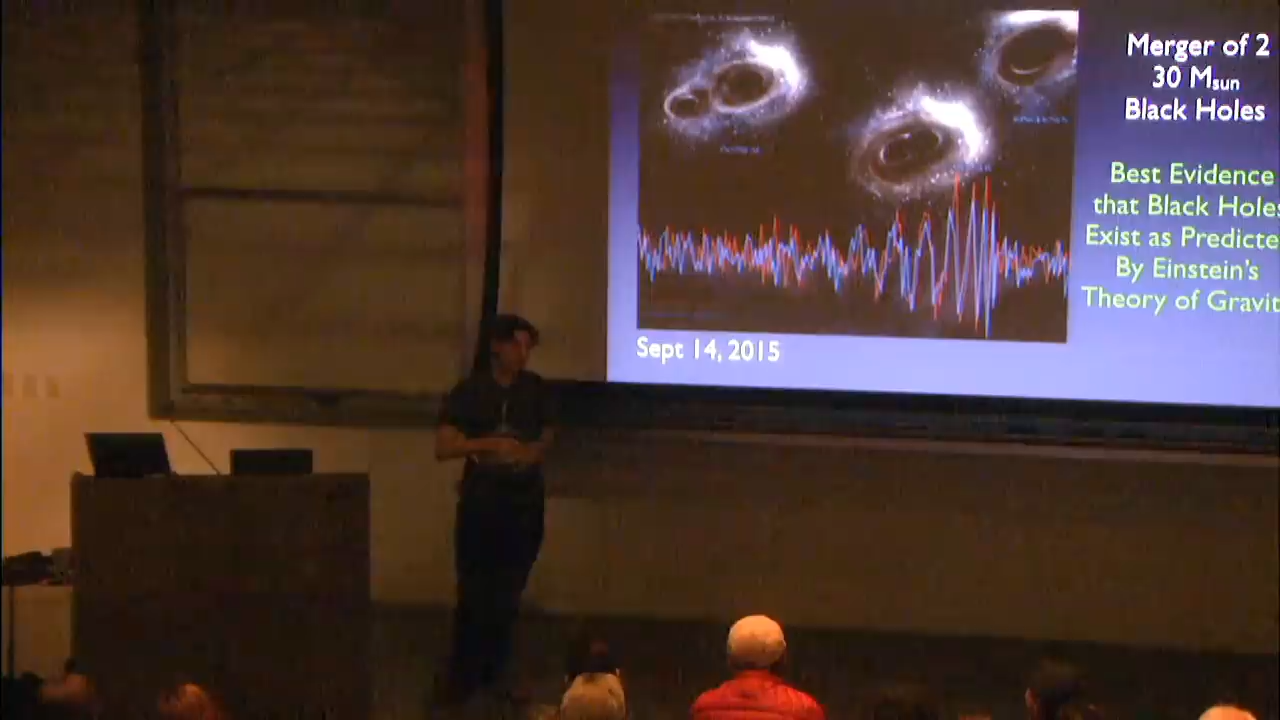 Merger of 2
30 Msun
Black Holes
Best Evidence
that Black Holes
Exist as Predicte
By Einstein's
Theory of Gravit
Sept 14, 2015